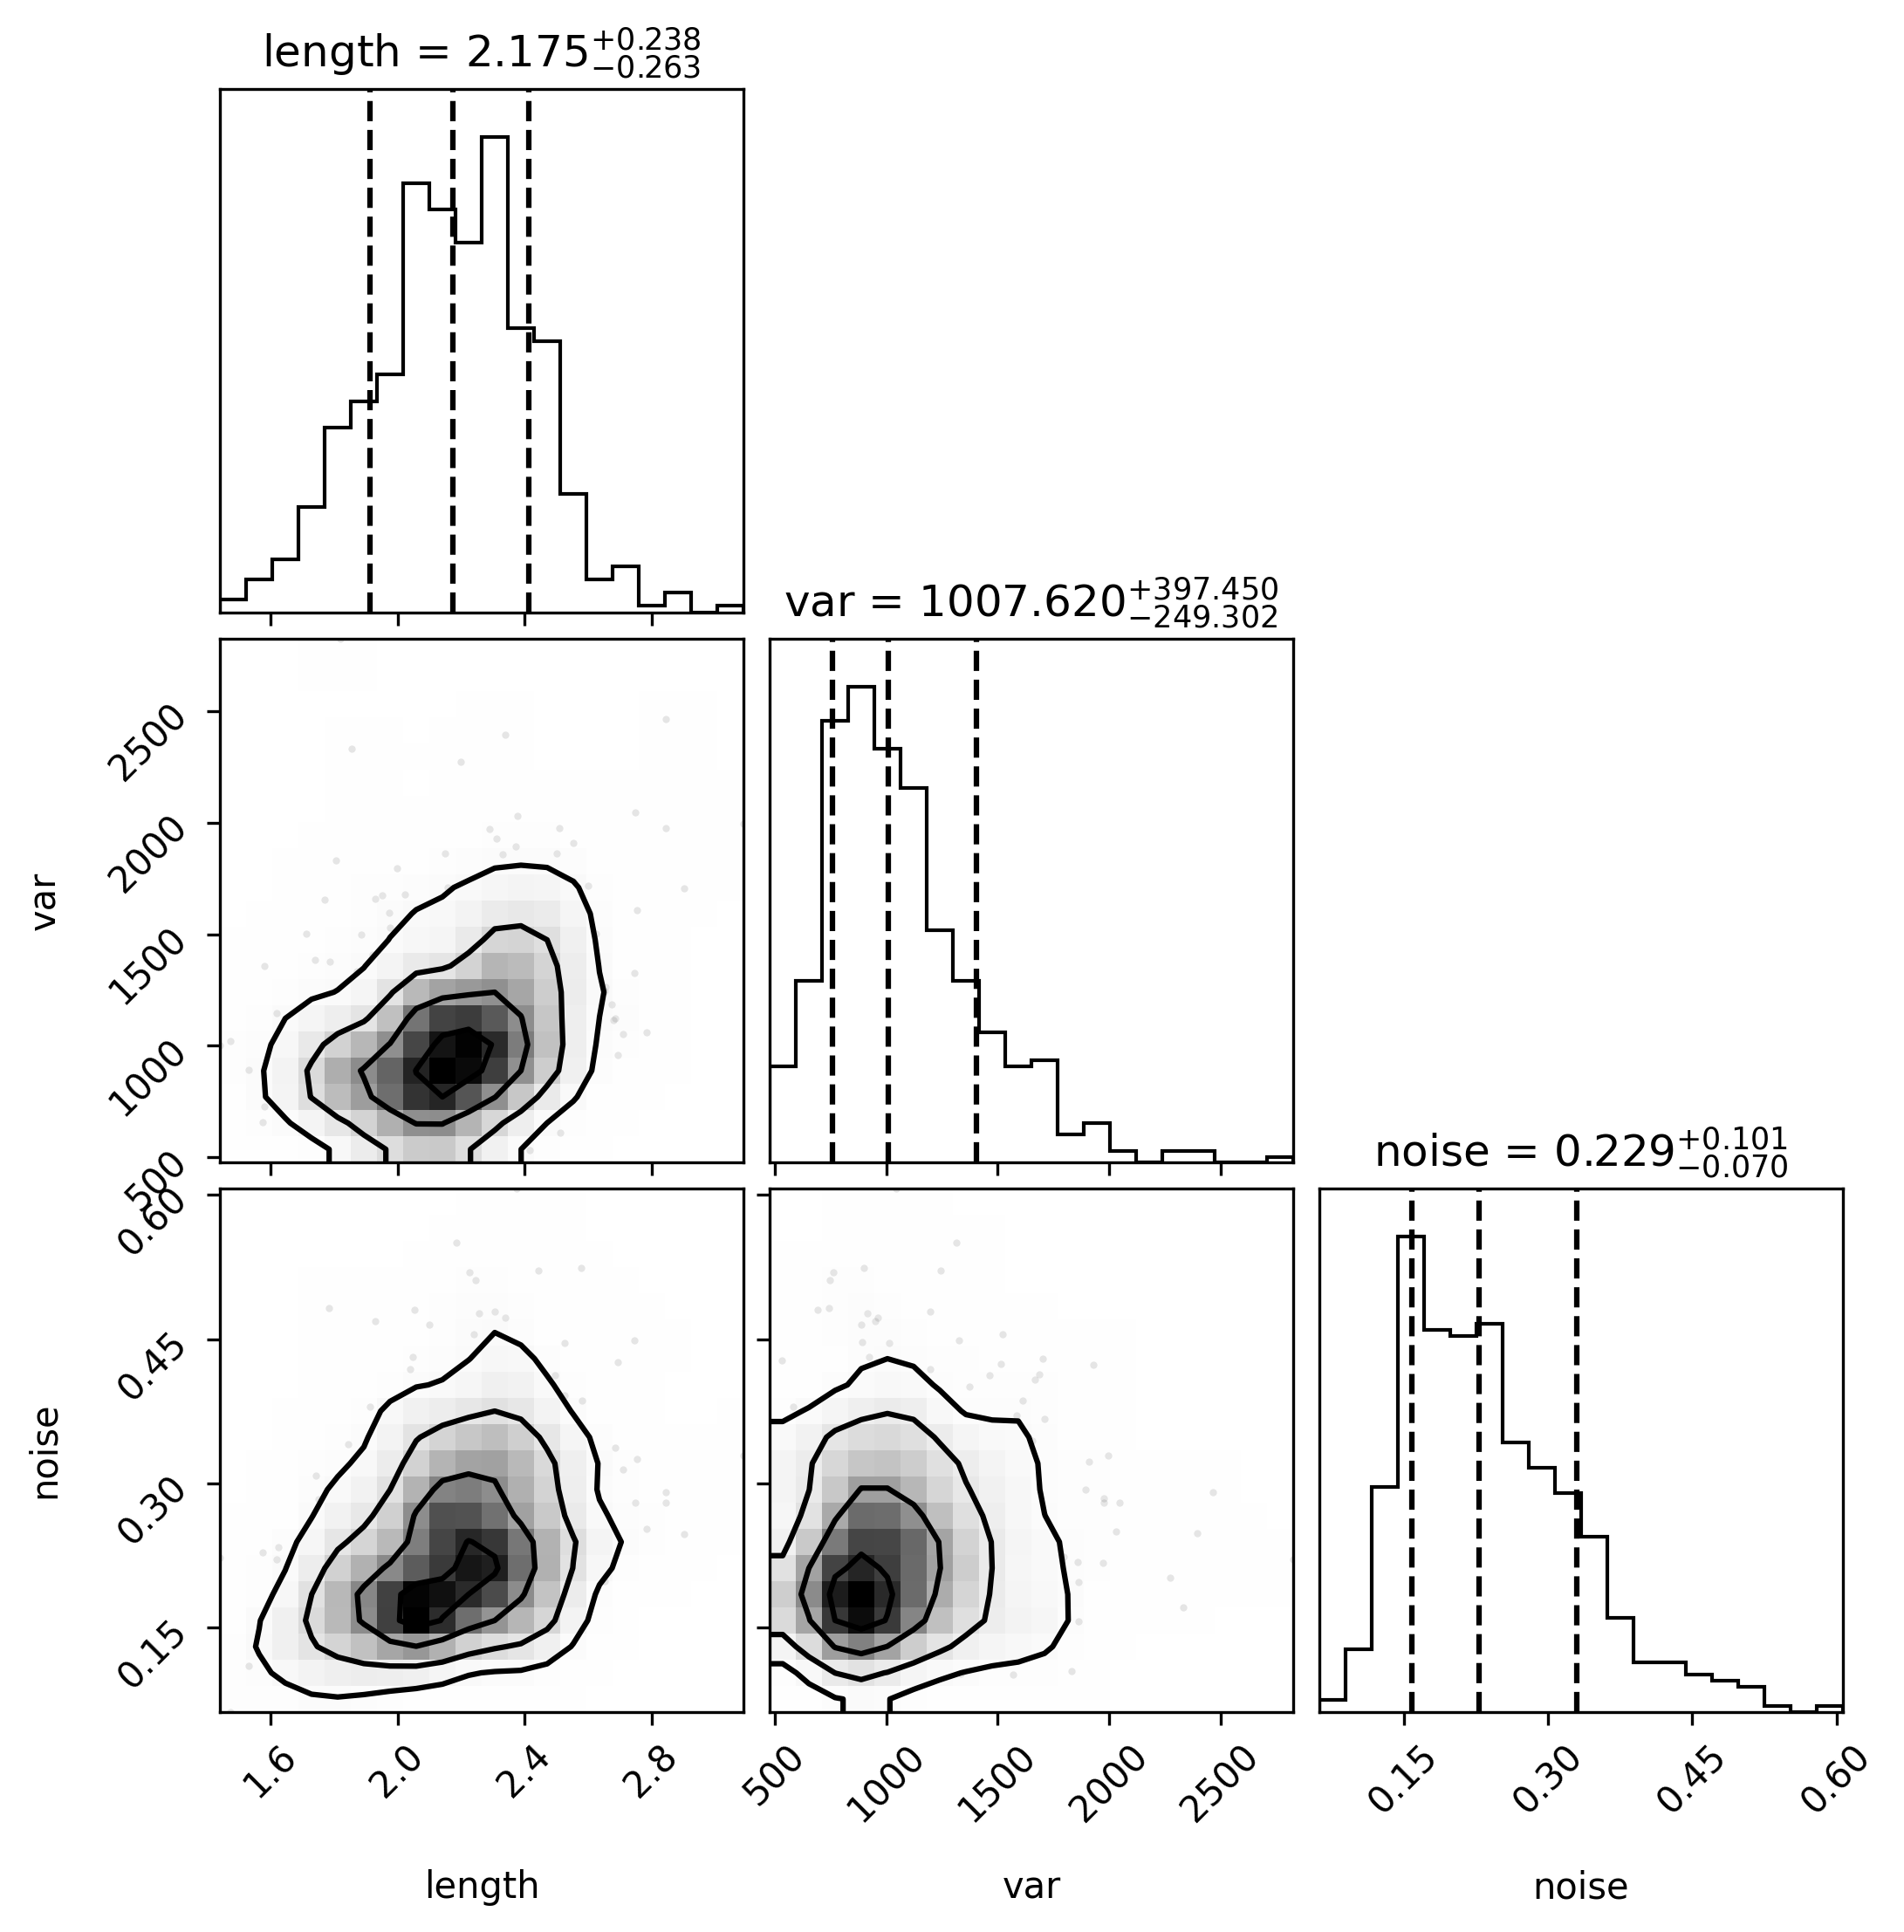 length = 2.175+0.238
−0.263
var = 1007.620+397.450
−249.302
2500
2000
1500
1000
500
var
noise = 0.229+0.101
−0.070
0.60
0.45
0.30
0.15
noise
1.6 2.0 2.4 2.8 500 1000 1500 2000 2500 0.15 0.30 0.45 0.60
length var noise